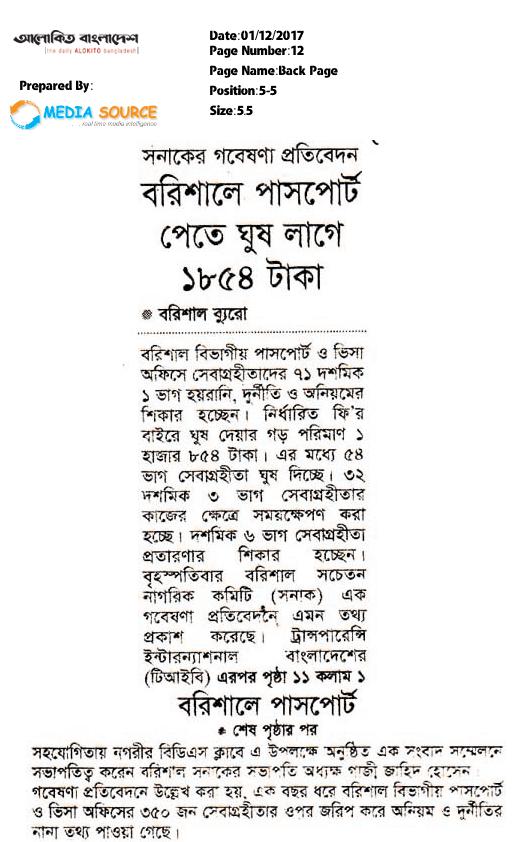 আলোকিত বাংলাদেশ
the daily ALOKITO bangladesh
Date:01/12/2017
Page Number:12
Page Name:Back Page
Position:5-5
Size:5.5
Prepared By:
MEDIA SOURCE
real time media intelligence
সনাকের গবেষণা প্রতিবেদন
বরিশালে পাসপোর্ট
পেতে ঘুষ লাগে
১৮৫৪ টাকা
বরিশাল ব্যুরো
বরিশাল বিভাগীয় পাসপোর্ট ও ভিসা
অফিসে সেবাগ্রহীতাদের ৭১ দশমিক
১ ভাগ হয়রানি, দুর্নীতি ও অনিয়মের
শিকার হচ্ছেন। নির্ধারিত ফি'র
বাইরে ঘুষ দেয়ার গড় পরিমাণ ১
হাজার ৮৫৪ টাকা। এর মধ্যে ৫৪
ভাগ সেবাগ্রহীতা ঘুষ দিচ্ছে। ৩২
দশমিক ৩ ভাগ সেবাগ্রহীতার
কাজের ক্ষেত্রে সময়ক্ষেপণ করা
হচ্ছে। দশমিক ৬ ভাগ সেবাগ্রহীতা
প্রতারণার শিকার হচ্ছেন।
বৃহস্পতিবার বরিশাল সচেতন
নাগরিক কমিটি (সনাক) এক
গবেষণা প্রতিবেদনে এমন তথ্য
প্রকাশ করেছে। ট্রান্সপারেন্সি
ইন্টারন্যাশনাল বাংলাদেশের
(টিআইবি) এরপর পৃষ্ঠা ১১ কলাম ১
বরিশালে পাসপোর্ট
শেষ পৃষ্ঠার পর
সহযোগিতায় নগরীর বিডিএস ক্লাবে এ উপলক্ষে অনুষ্ঠিত এক সংবাদ সম্মেলনে
সভাপতিত্ব করেন বরিশাল সনাকের সভাপতি অধ্যক্ষ গাজী জাহিদ হোসেন।
গবেষণা প্রতিবেদনে উল্লেখ করা হয়, এক বছর ধরে বরিশাল বিভাগীয় পাসপোর্ট
ও ভিসা অফিসের ৩৫০ জন সেবাগ্রহীতার ওপর জরিপ করে অনিয়ম ও দুর্নীতির
নানা তথ্য পাওয়া গেছে।